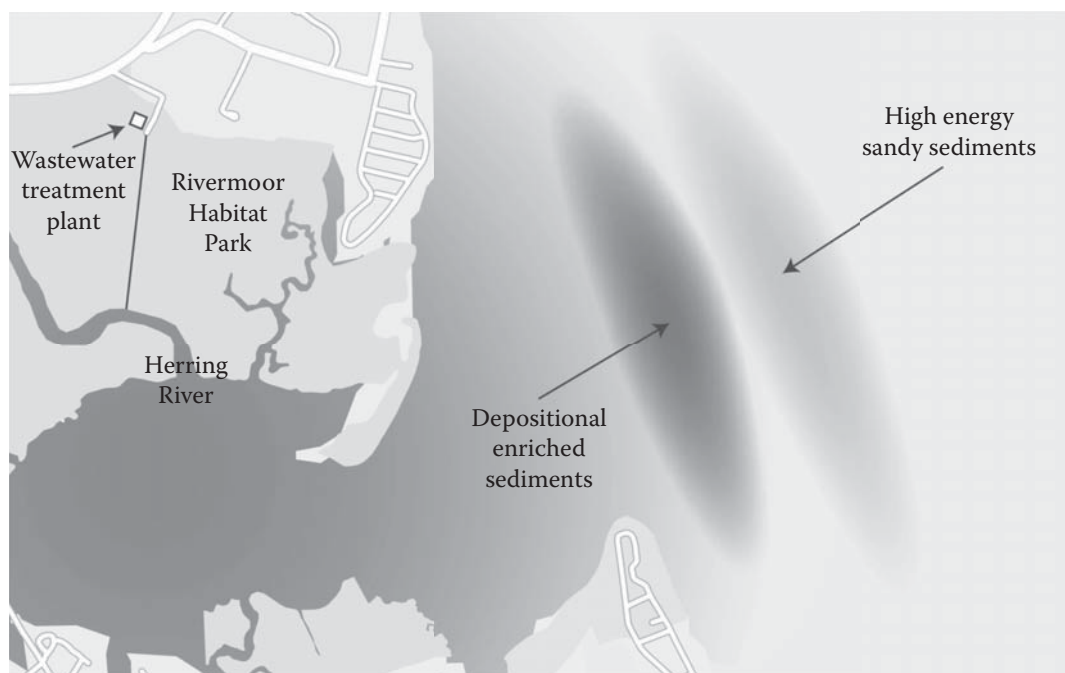 High energy
sandy sediments
Wastewater
treatment
plant
Rivermoor
Habitat
Park
Herring
River
Depositional
enriched
sediments